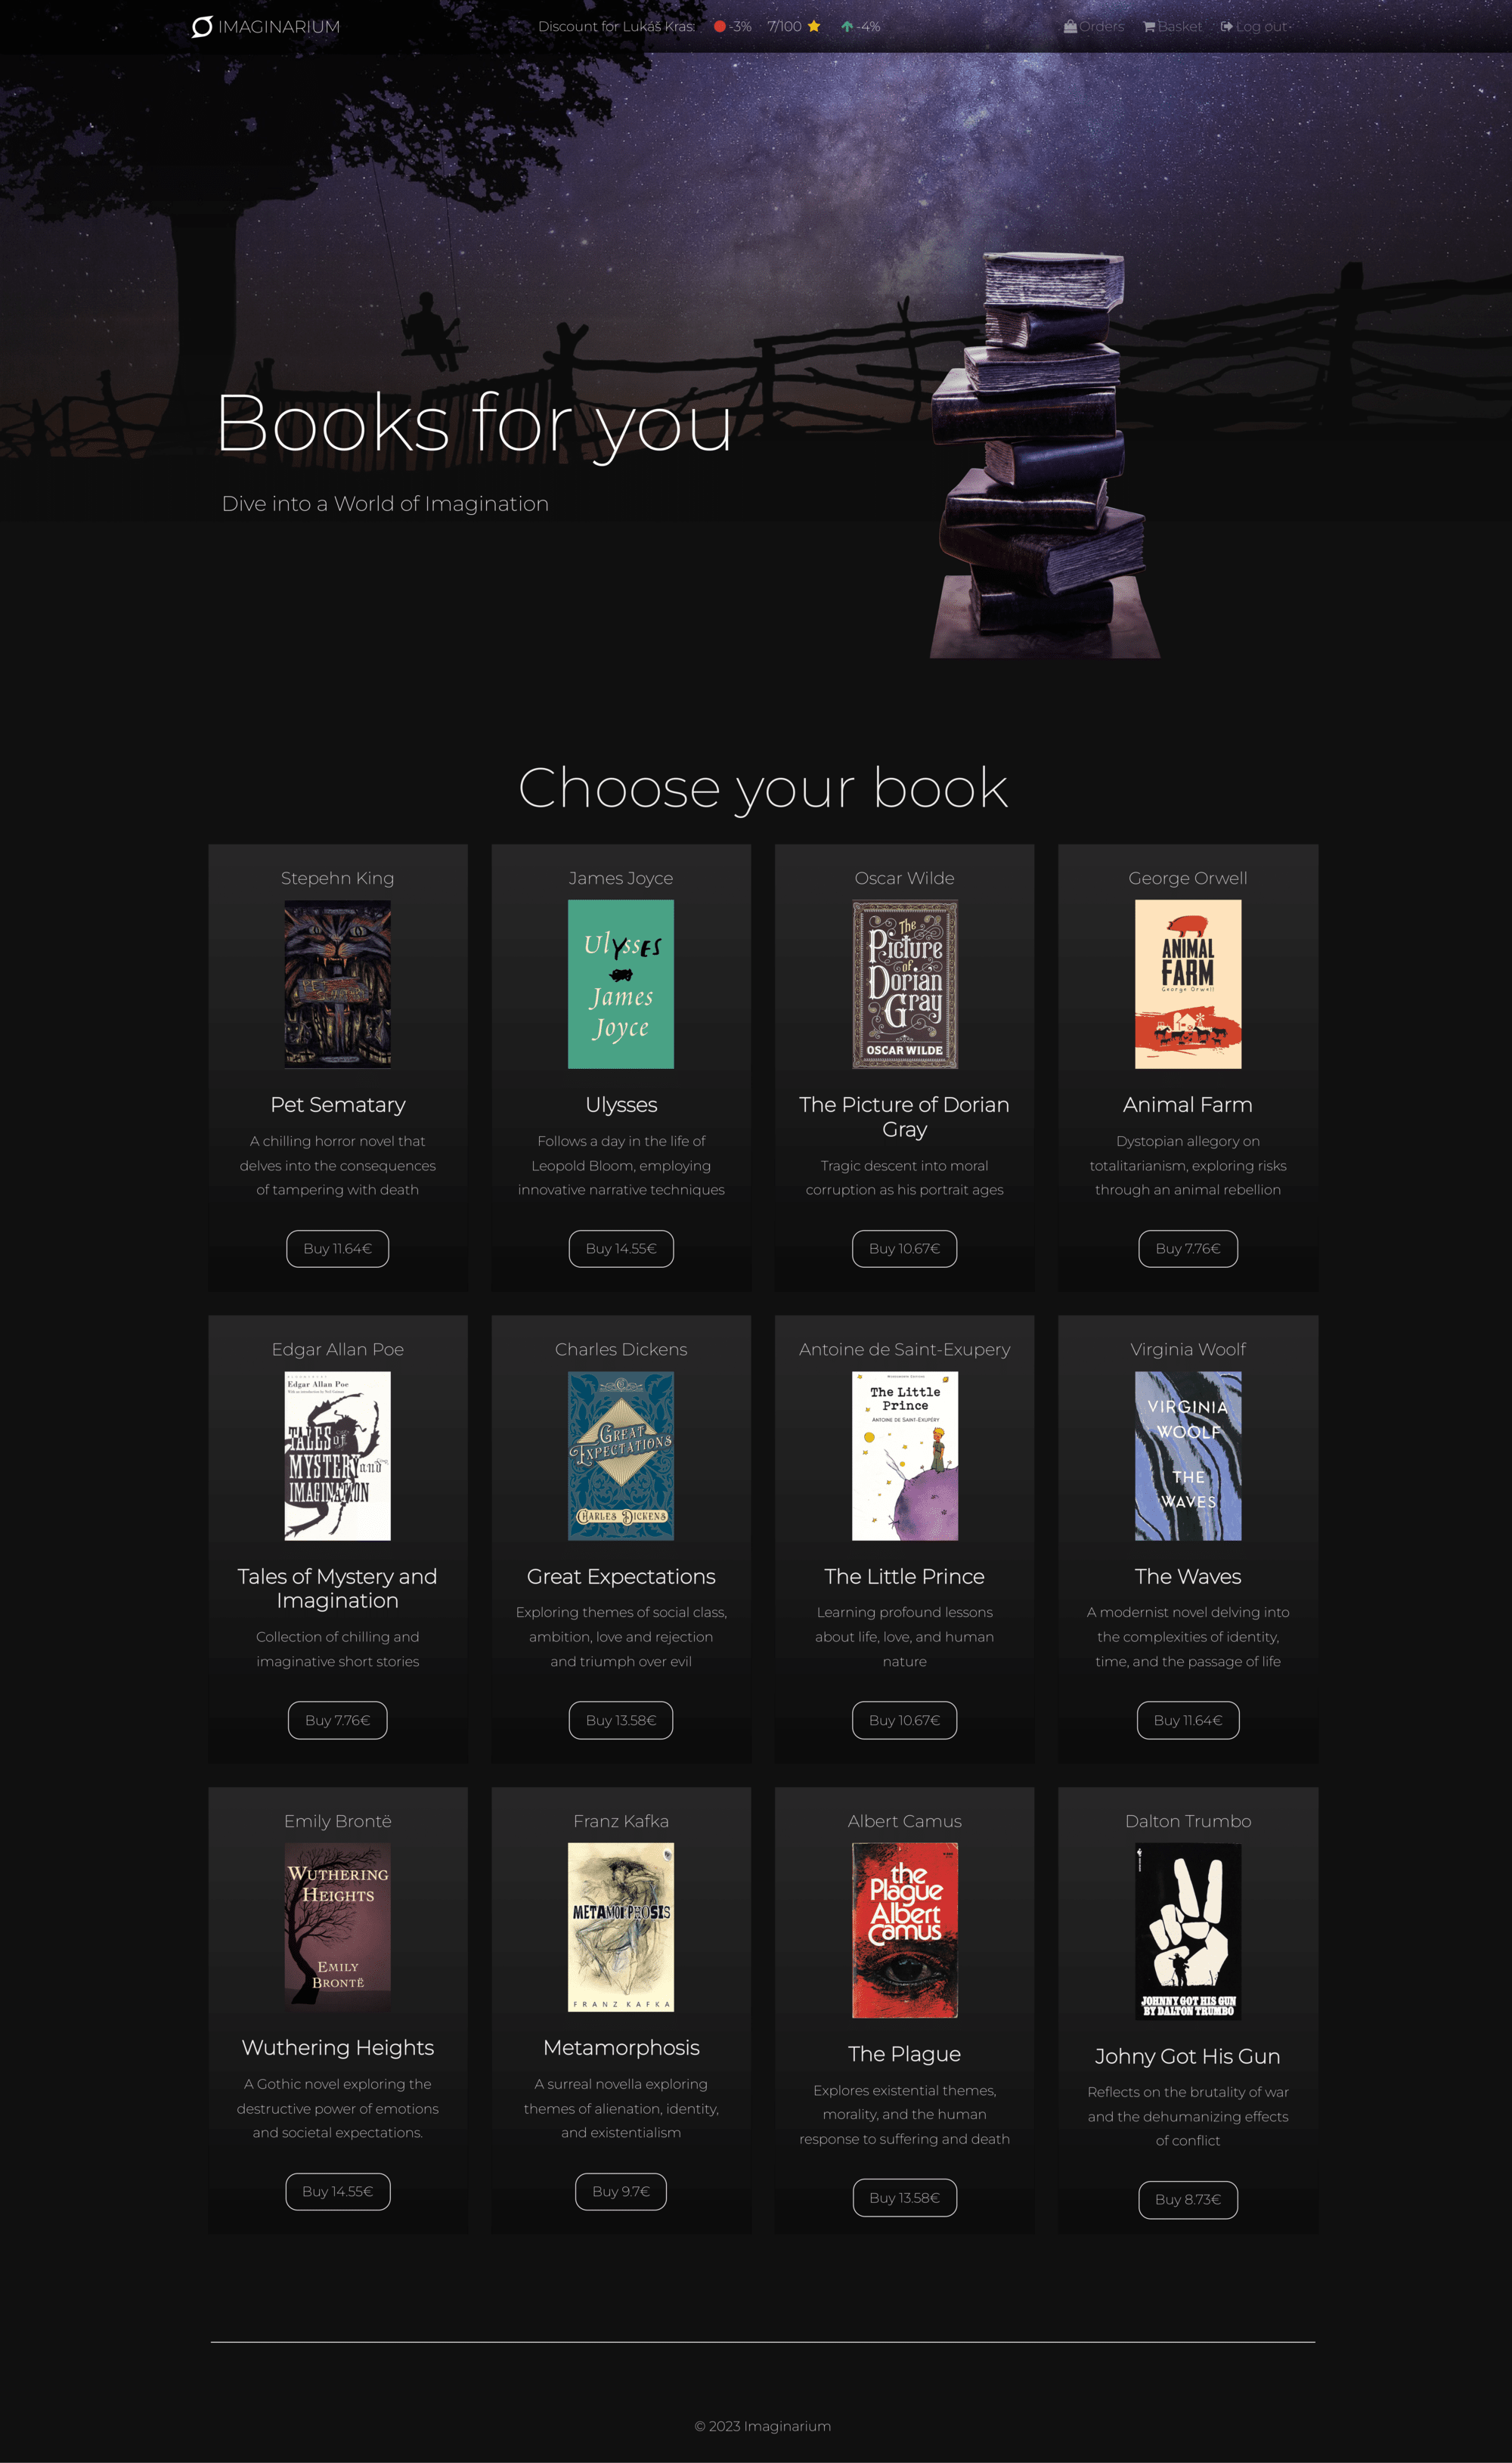 IMAGINARIUM
Discount for Lukáš Kras: -3% 7/100 -4%
Orders Basket Log out
Books for you
Dive into a World of Imagination
Choose your book
Stepehn King
PET SEMATARY
Pet Sematary
A chilling horror novel that
delves into the consequences
of tampering with death
Buy 11.64€
James Joyce
Ulysses
James
Joyce
Ulysses
Follows a day in the life of
Leopold Bloom, employing
innovative narrative techniques
Buy 14.55€
Oscar Wilde
The
Picture
of
Dorian
Gray
OSCAR WILDE
The Picture of Dorian
Gray
Tragic descent into moral
corruption as his portrait ages
Buy 10.67€
George Orwell
ANIMAL
FARM
George Orwell
Animal Farm
Dystopian allegory on
totalitarianism, exploring risks
through an animal rebellion
Buy 7.76€
Edgar Allan Poe
BLOOMSBURY
Edgar Allan Poe
With an introduction by Neil Gaiman
TALES of
MYSTERY and
IMAGINATION
Tales of Mystery and
Imagination
Collection of chilling and
imaginative short stories
Buy 7.76€
Charles Dickens
GREAT
EXPECTATIONS
CHARLES DICKENS
Great Expectations
Exploring themes of social class,
ambition, love and rejection
and triumph over evil
Buy 13.58€
Antoine de Saint-Exupery
WORDSWORTH EDITIONS
The Little
Prince
ANTOINE DE SAINT-EXUPÉRY
The Little Prince
Learning profound lessons
about life, love, and human
nature
Buy 10.67€
Virginia Woolf
VIRGINIA
WOOLF
THE
WAVES
The Waves
A modernist novel delving into
the complexities of identity,
time, and the passage of life
Buy 11.64€
Emily Brontë
WUTHERING
HEIGHTS
EMILY
BRONTË
Wuthering Heights
A Gothic novel exploring the
destructive power of emotions
and societal expectations.
Buy 14.55€
Franz Kafka
METAMORPHOSIS
FRANZ KAFKA
Metamorphosis
A surreal novella exploring
themes of alienation, identity,
and existentialism
Buy 9.7€
Albert Camus
the
Plague
Albert
Camus
The Plague
Explores existential themes,
morality, and the human
response to suffering and death
Buy 13.58€
Dalton Trumbo
JOHNNY GOT HIS GUN
BY DALTON TRUMBO
Johny Got His Gun
Reflects on the brutality of war
and the dehumanizing effects
of conflict
Buy 8.73€
© 2023 Imaginarium